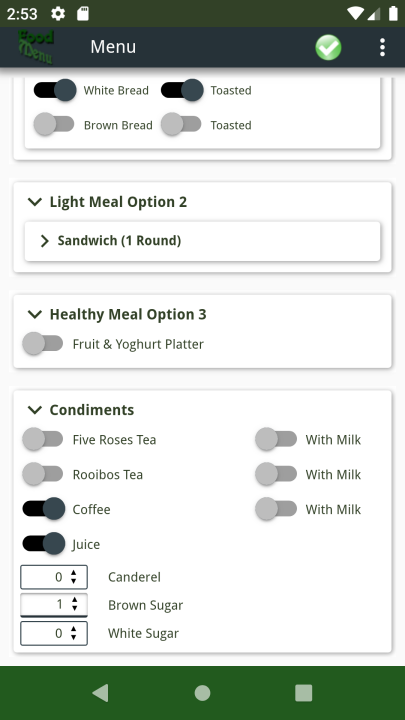 2:53
Food
Menu
Menu
White Bread Toasted
Brown Bread Toasted
Light Meal Option 2
Sandwich (1 Round)
Healthy Meal Option 3
Fruit & Yoghurt Platter
Condiments
Five Roses Tea With Milk
Rooibos Tea With Milk
Coffee With Milk
Juice
0 Canderel
1 Brown Sugar
0 White Sugar